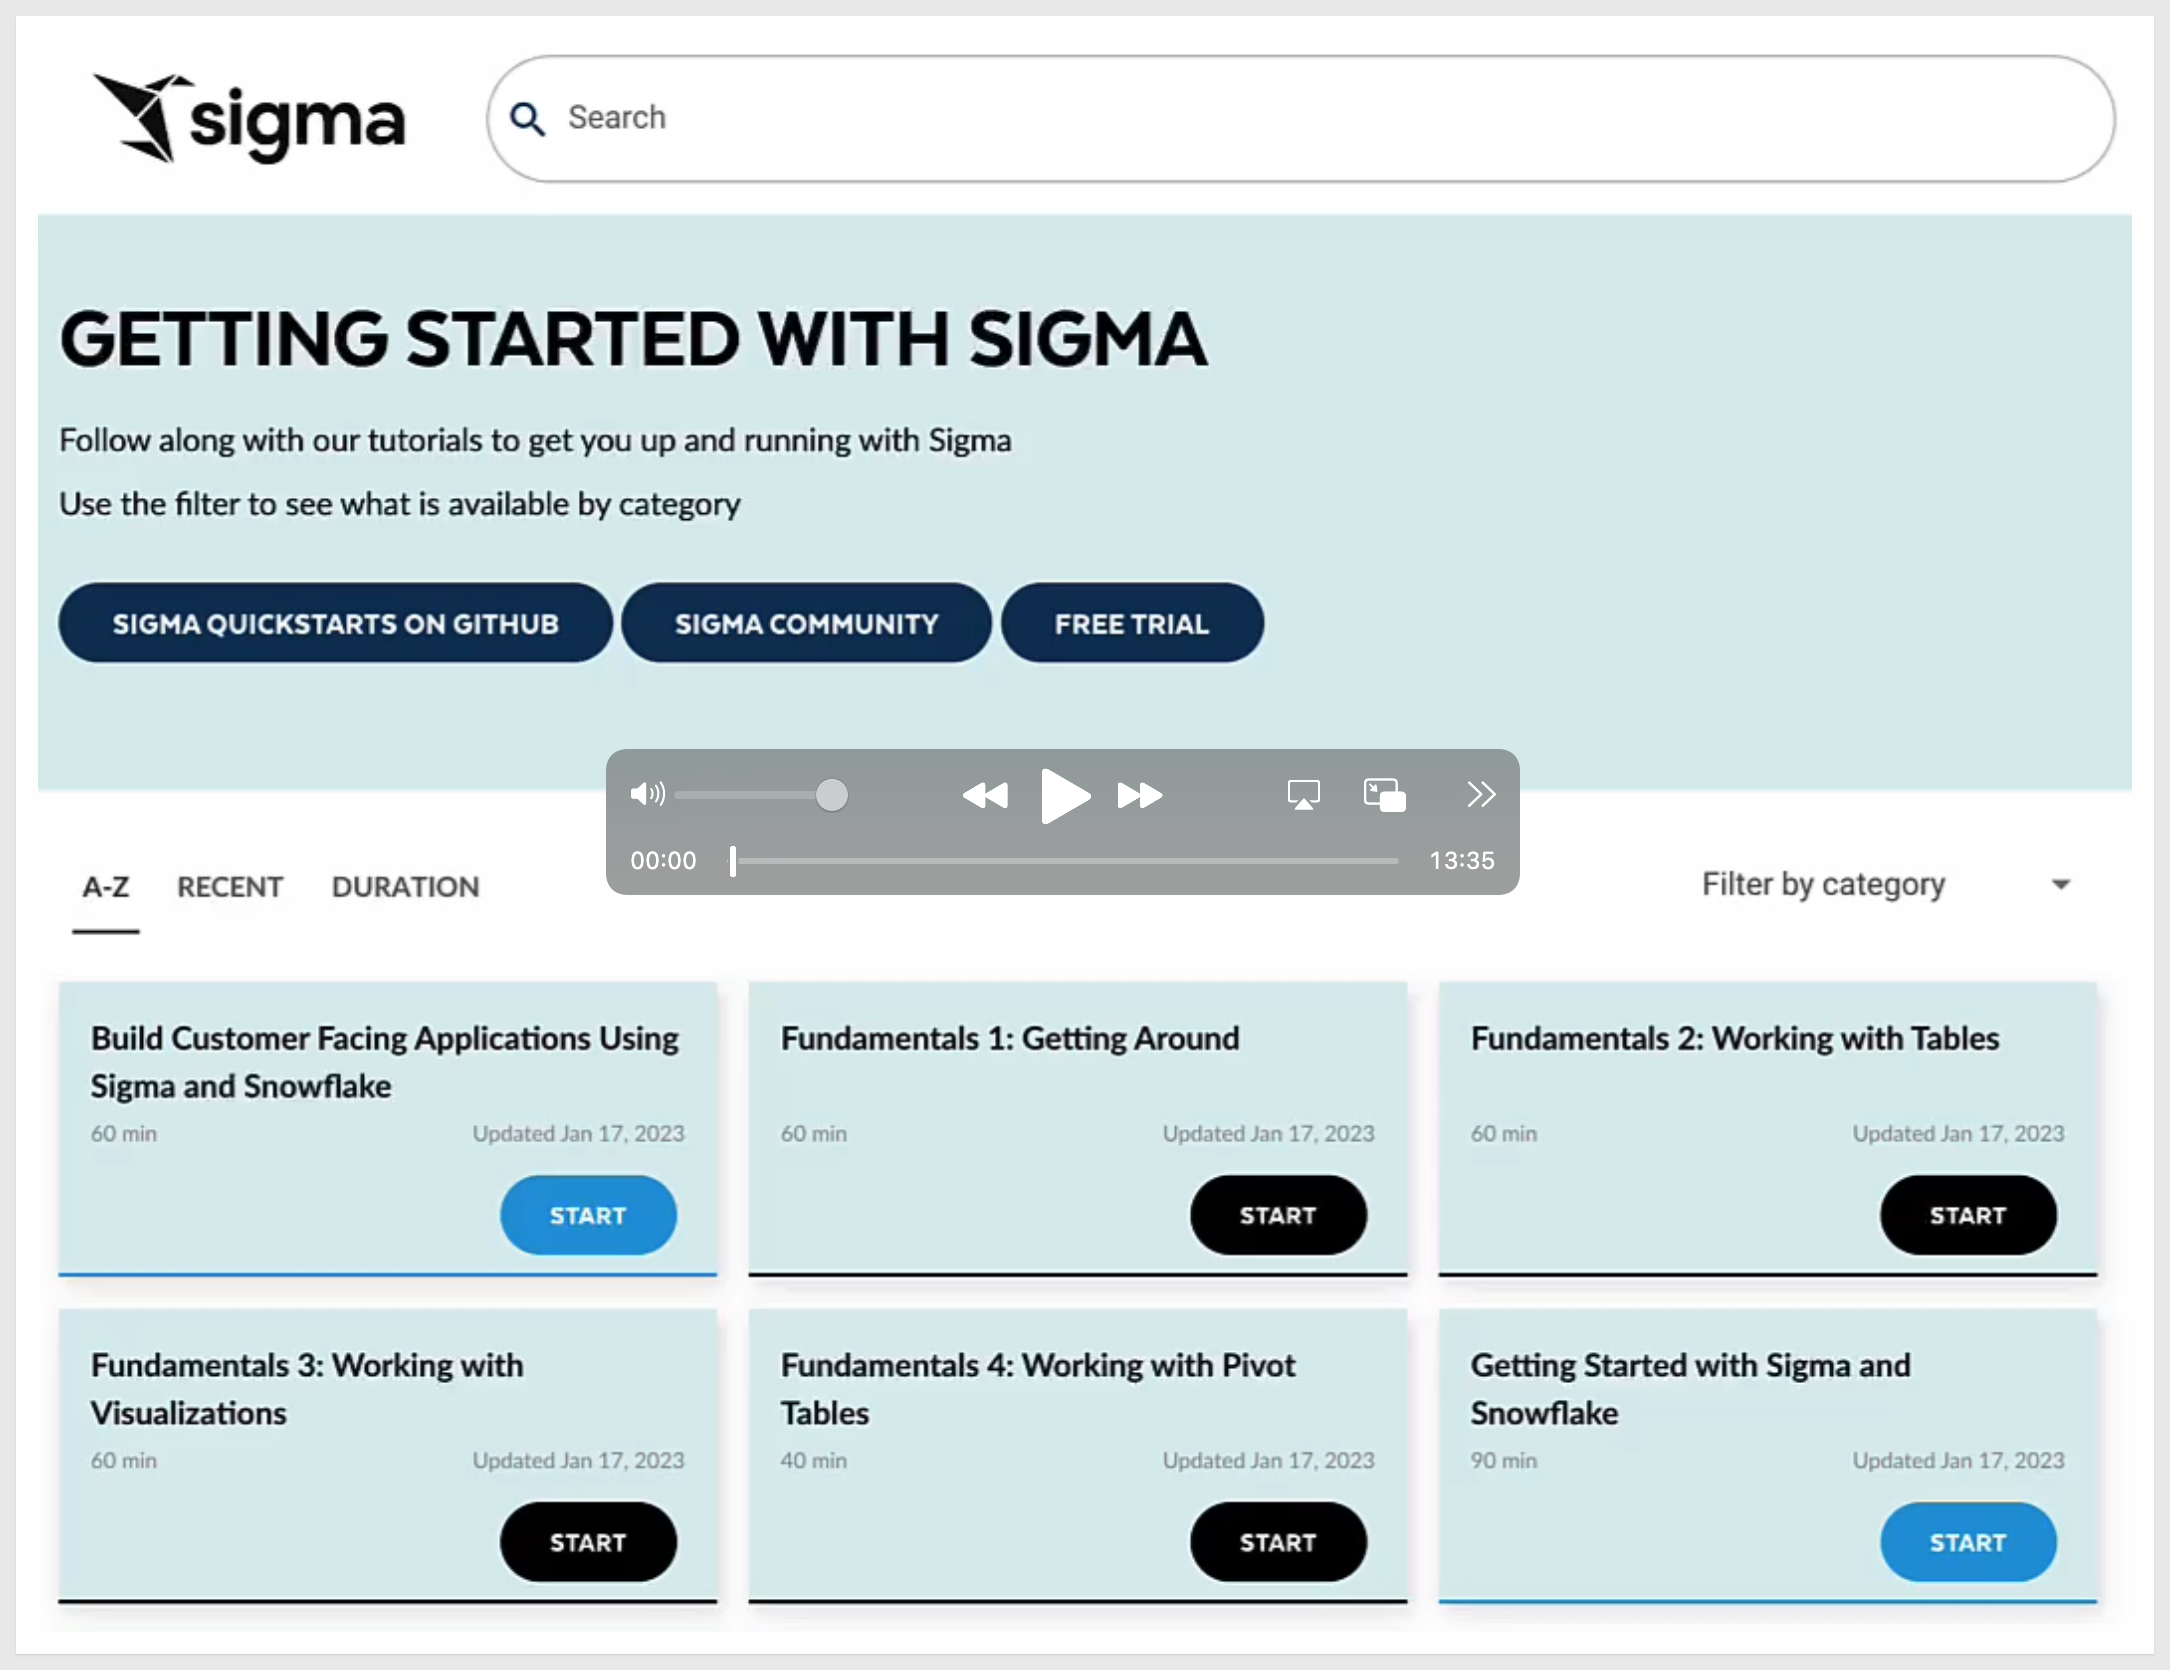 sigma
Search
GETTING STARTED WITH SIGMA
Follow along with our tutorials to get you up and running with Sigma
Use the filter to see what is available by category
SIGMA QUICKSTARTS ON GITHUB
SIGMA COMMUNITY
FREE TRIAL
00:00
13:35
A-Z
RECENT
DURATION
Filter by category
Build Customer Facing Applications Using
Sigma and Snowflake
60 min
Updated Jan 17, 2023
START
Fundamentals 1: Getting Around
60 min
Updated Jan 17, 2023
START
Fundamentals 2: Working with Tables
60 min
Updated Jan 17, 2023
START
Fundamentals 3: Working with
Visualizations
60 min
Updated Jan 17, 2023
START
Fundamentals 4: Working with Pivot
Tables
40 min
Updated Jan 17, 2023
START
Getting Started with Sigma and
Snowflake
90 min
Updated Jan 17, 2023
START